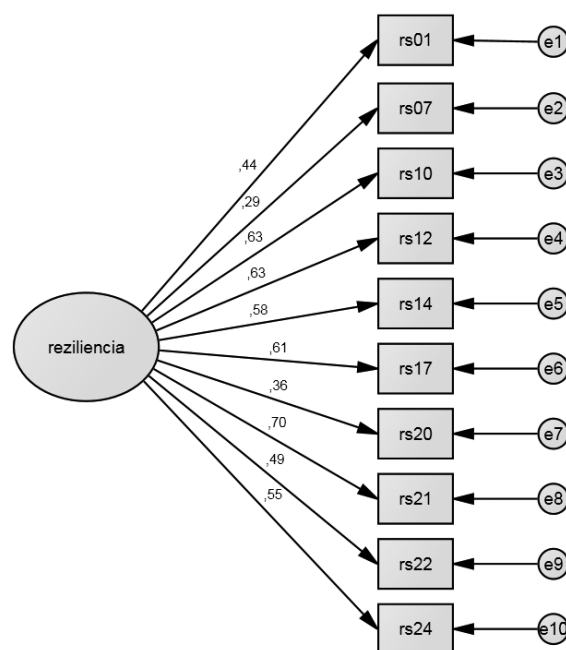 rs01 e1
rs07 e2
,44
rs10 e3
,29
,63
rs12 e4
,63
,58
rs14 e5
reziliencia
,61
rs17 e6
,36
rs20 e7
,70
,49
rs21 e8
,55
rs22 e9
rs24 e10